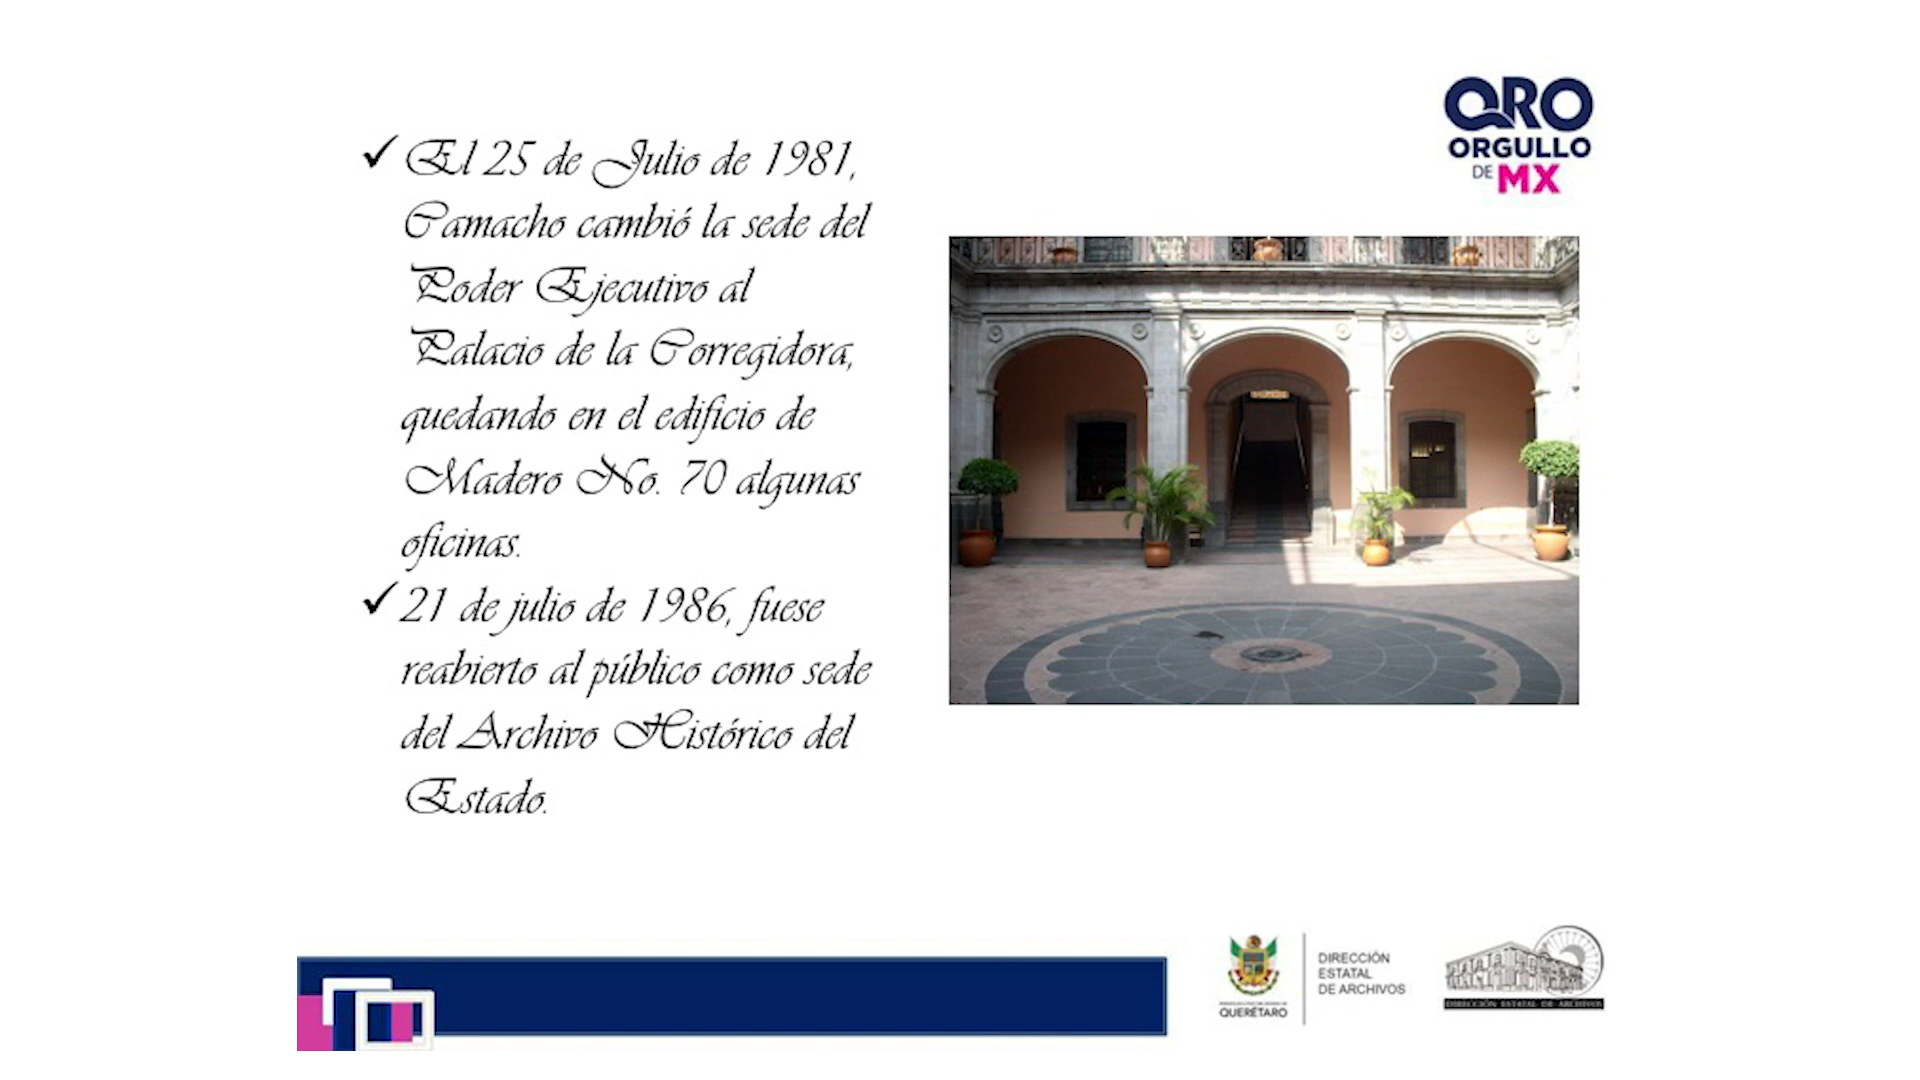 QRO
ORGULLO
DE MX
✓ El 25 de Julio de 1981,
Camacho cambió la sede del
Poder Ejecutivo al
Palacio de la Corregidora,
quedando en el edificio de
Madero No. 70 algunas
oficinas.
✓ 21 de julio de 1986, fuese
reabierto al público como sede
del Archivo Histórico del
Estado.
QUERÉTARO
DIRECCIÓN
ESTATAL
DE ARCHIVOS
DIRECCIÓN ESTATAL DE ARCHIVOS